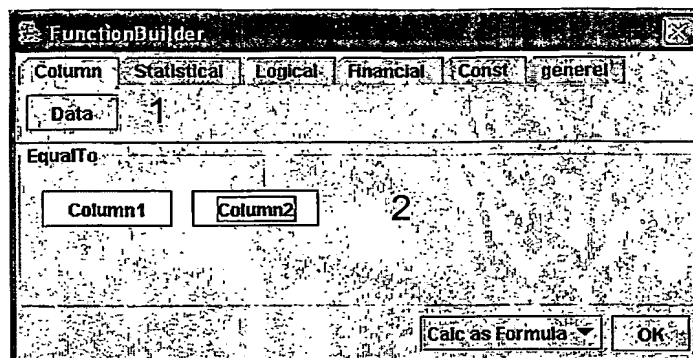 FunctionBuilder
Column Statistical Logical Financial Const generel
Data 1
EqualTo
Column1 Column2 2
Calc as Formula OK